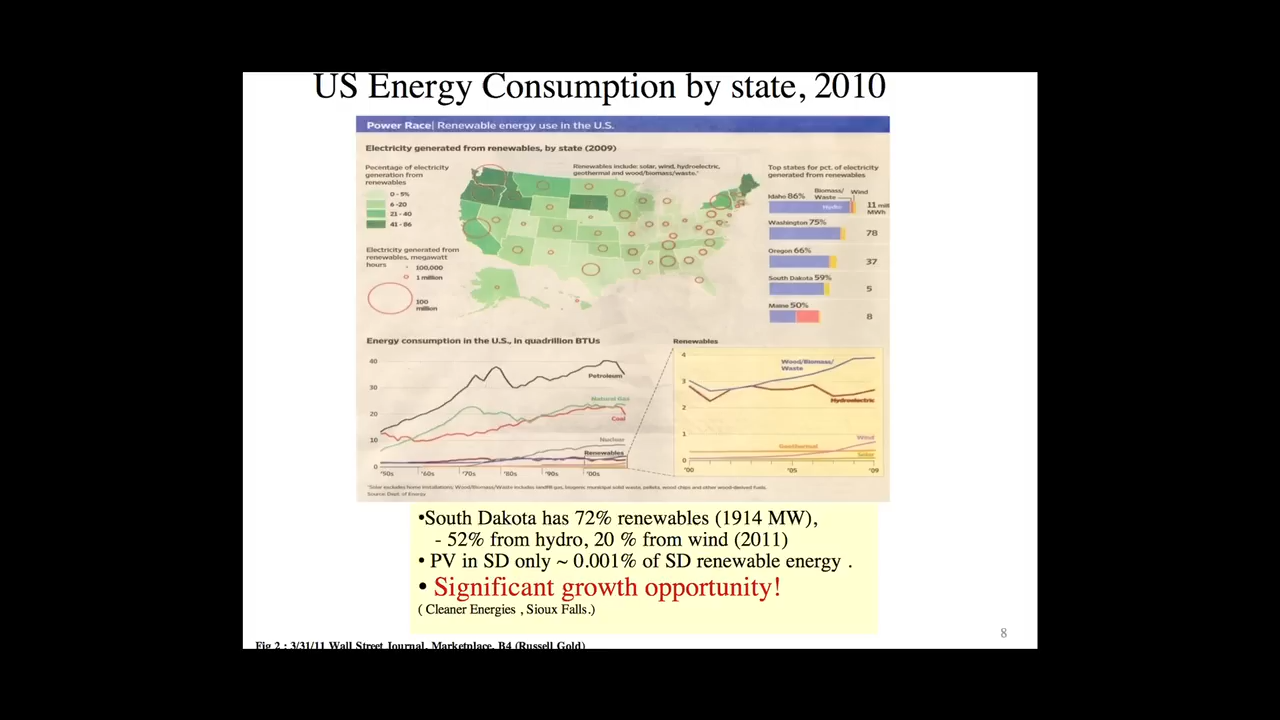 US Energy Consumption by state, 2010
Power Race| Renewable energy use in the U.S.
Electricity generated from renewables, by state (2009)
Pecentage of electricity
generation from
renewables
0 - 5%
6 -20
21 - 40
41 - 86
Electricity generated from
renewables, megawatt
hours
100,000
1 million
100
million
Renewables include: solar, wind, hydroelectric,
geothermal and wood/biomass/waste.*
Top states for pct. of electricity
generated from renewables
Biomass/
Waste
Wind
Idaho 86%
Hydro
11 mil
MWh
Washington 75%
78
Oregon 66%
37
South Dakota 59%
5
Maine 50%
8
Energy consumption in the U.S., in quadrillion BTUs
40
30
20
10
0
Petroleum
Natural Gas
Coal
Nuclear
Renewables
'50s
'60s
'70s
'80s
'90s
'00s
Renewables
4
3
2
1
0
Wood/Biomass/
Waste
Hydroelectric
Wind
Geothermal
Solar
'00
'05
'09
*Solar includes home installations; Wood/Biomass/Waste includes landfill gas, biogenic municipal solid waste, pellets, wood chips and other wood-derived fuels.
Source: Dept. of Energy
•South Dakota has 72% renewables (1914 MW),
- 52% from hydro, 20 % from wind (2011)
• PV in SD only ~ 0.001% of SD renewable energy .
• Significant growth opportunity!
( Cleaner Energies , Sioux Falls.)
8
Fig 2 : 3/31/11 Wall Street Journal, Marketplace, B4 (Russell Gold)